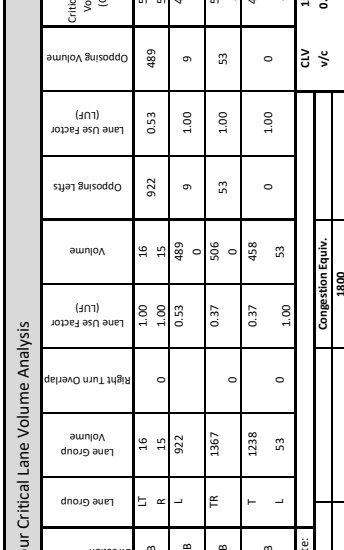 ur Critical Lane Volume Analysis
Lane Group
Lane Group Volume
Right Turn Overlap
Lane Use Factor (LUF)
Volume
Opposing Lefts
Lane Use Factor (LUF)
Opposing Volume
LT 16 0 1.00 16 922 0.53 489
R 15 1.00 15
L 922 0.53 489 9 1.00 9
0
TR 1367 0 0.37 506 53 1.00 53
0
T 1238 0 0.37 458 0 1.00 0
L 53 1.00 53
CLV
Congestion Equiv. v/c
1800